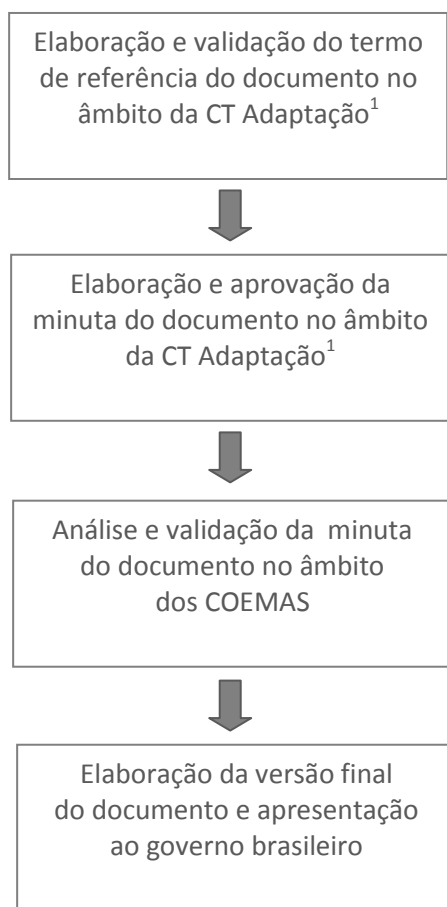 Elaboração e validação do termo
de referência do documento no
âmbito da CT Adaptação¹
Elaboração e aprovação da
minuta do documento no âmbito
da CT Adaptação¹
Análise e validação da minuta
do documento no âmbito
dos COEMAS
Elaboração da versão final
do documento e apresentação
ao governo brasileiro